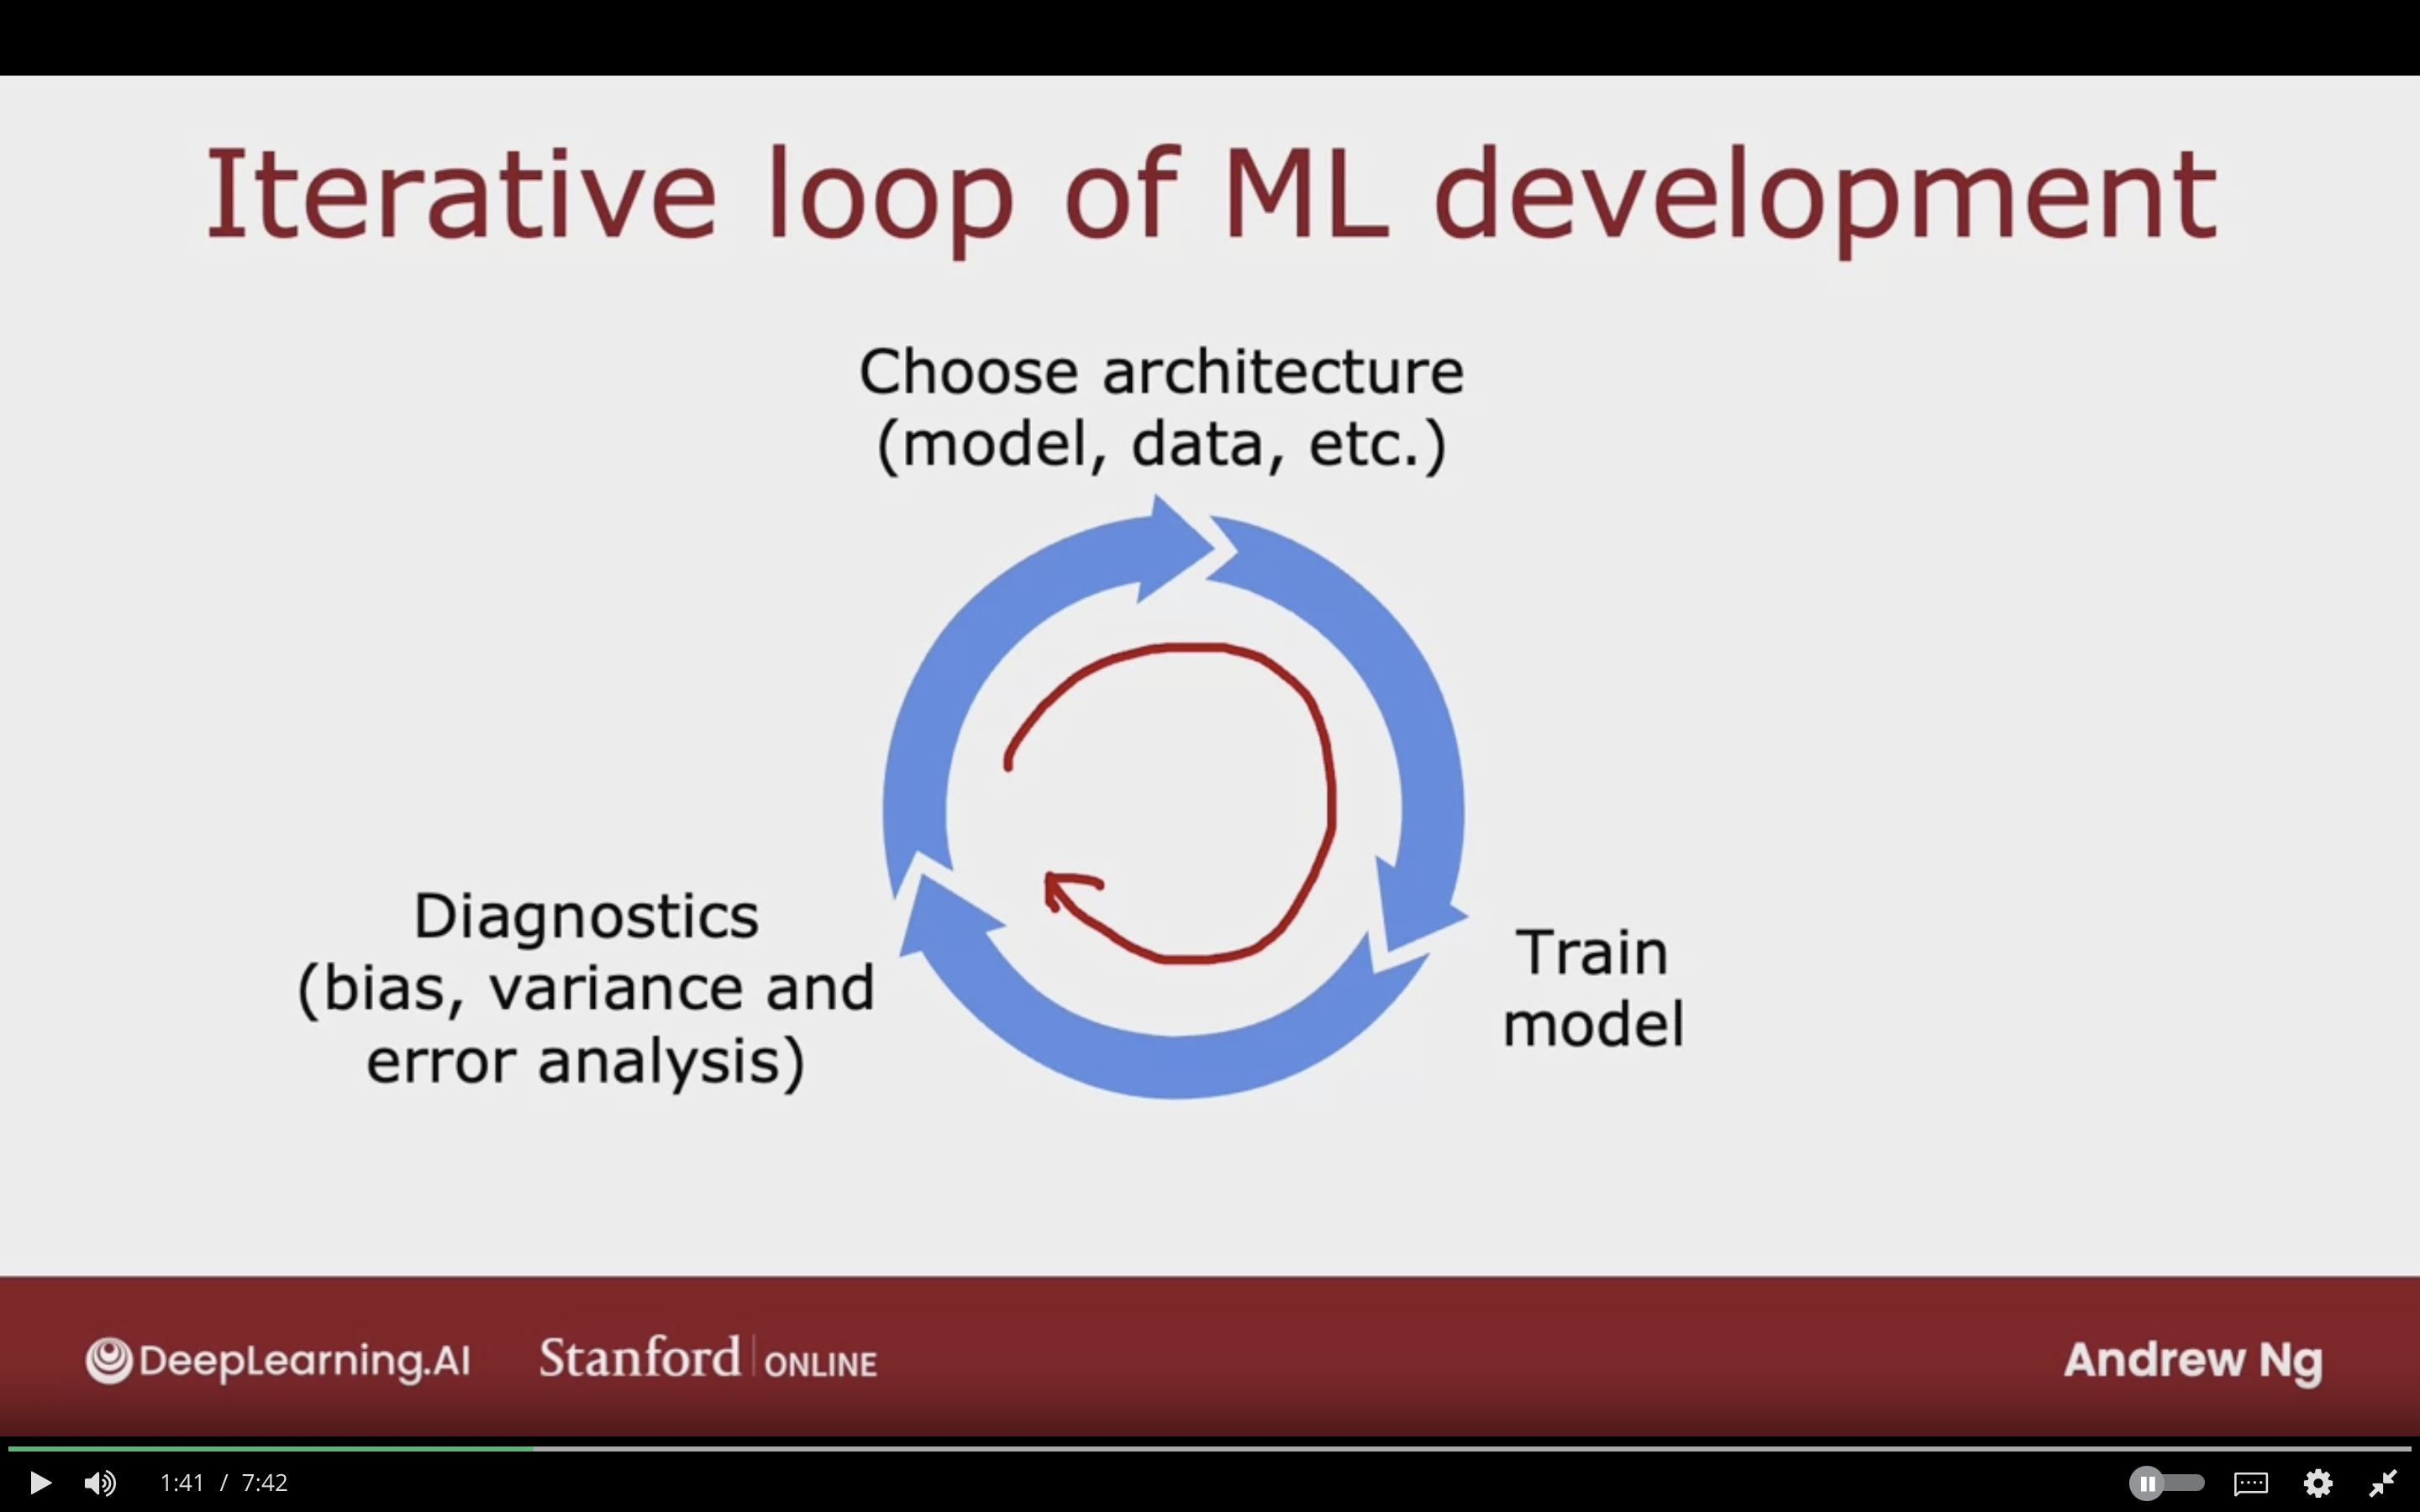 Iterative loop of ML development
Choose architecture
(model, data, etc.)
Diagnostics
(bias, variance and
error analysis)
Train
model
DeepLearning.AI
Stanford | ONLINE
Andrew Ng
1:41 / 7:42